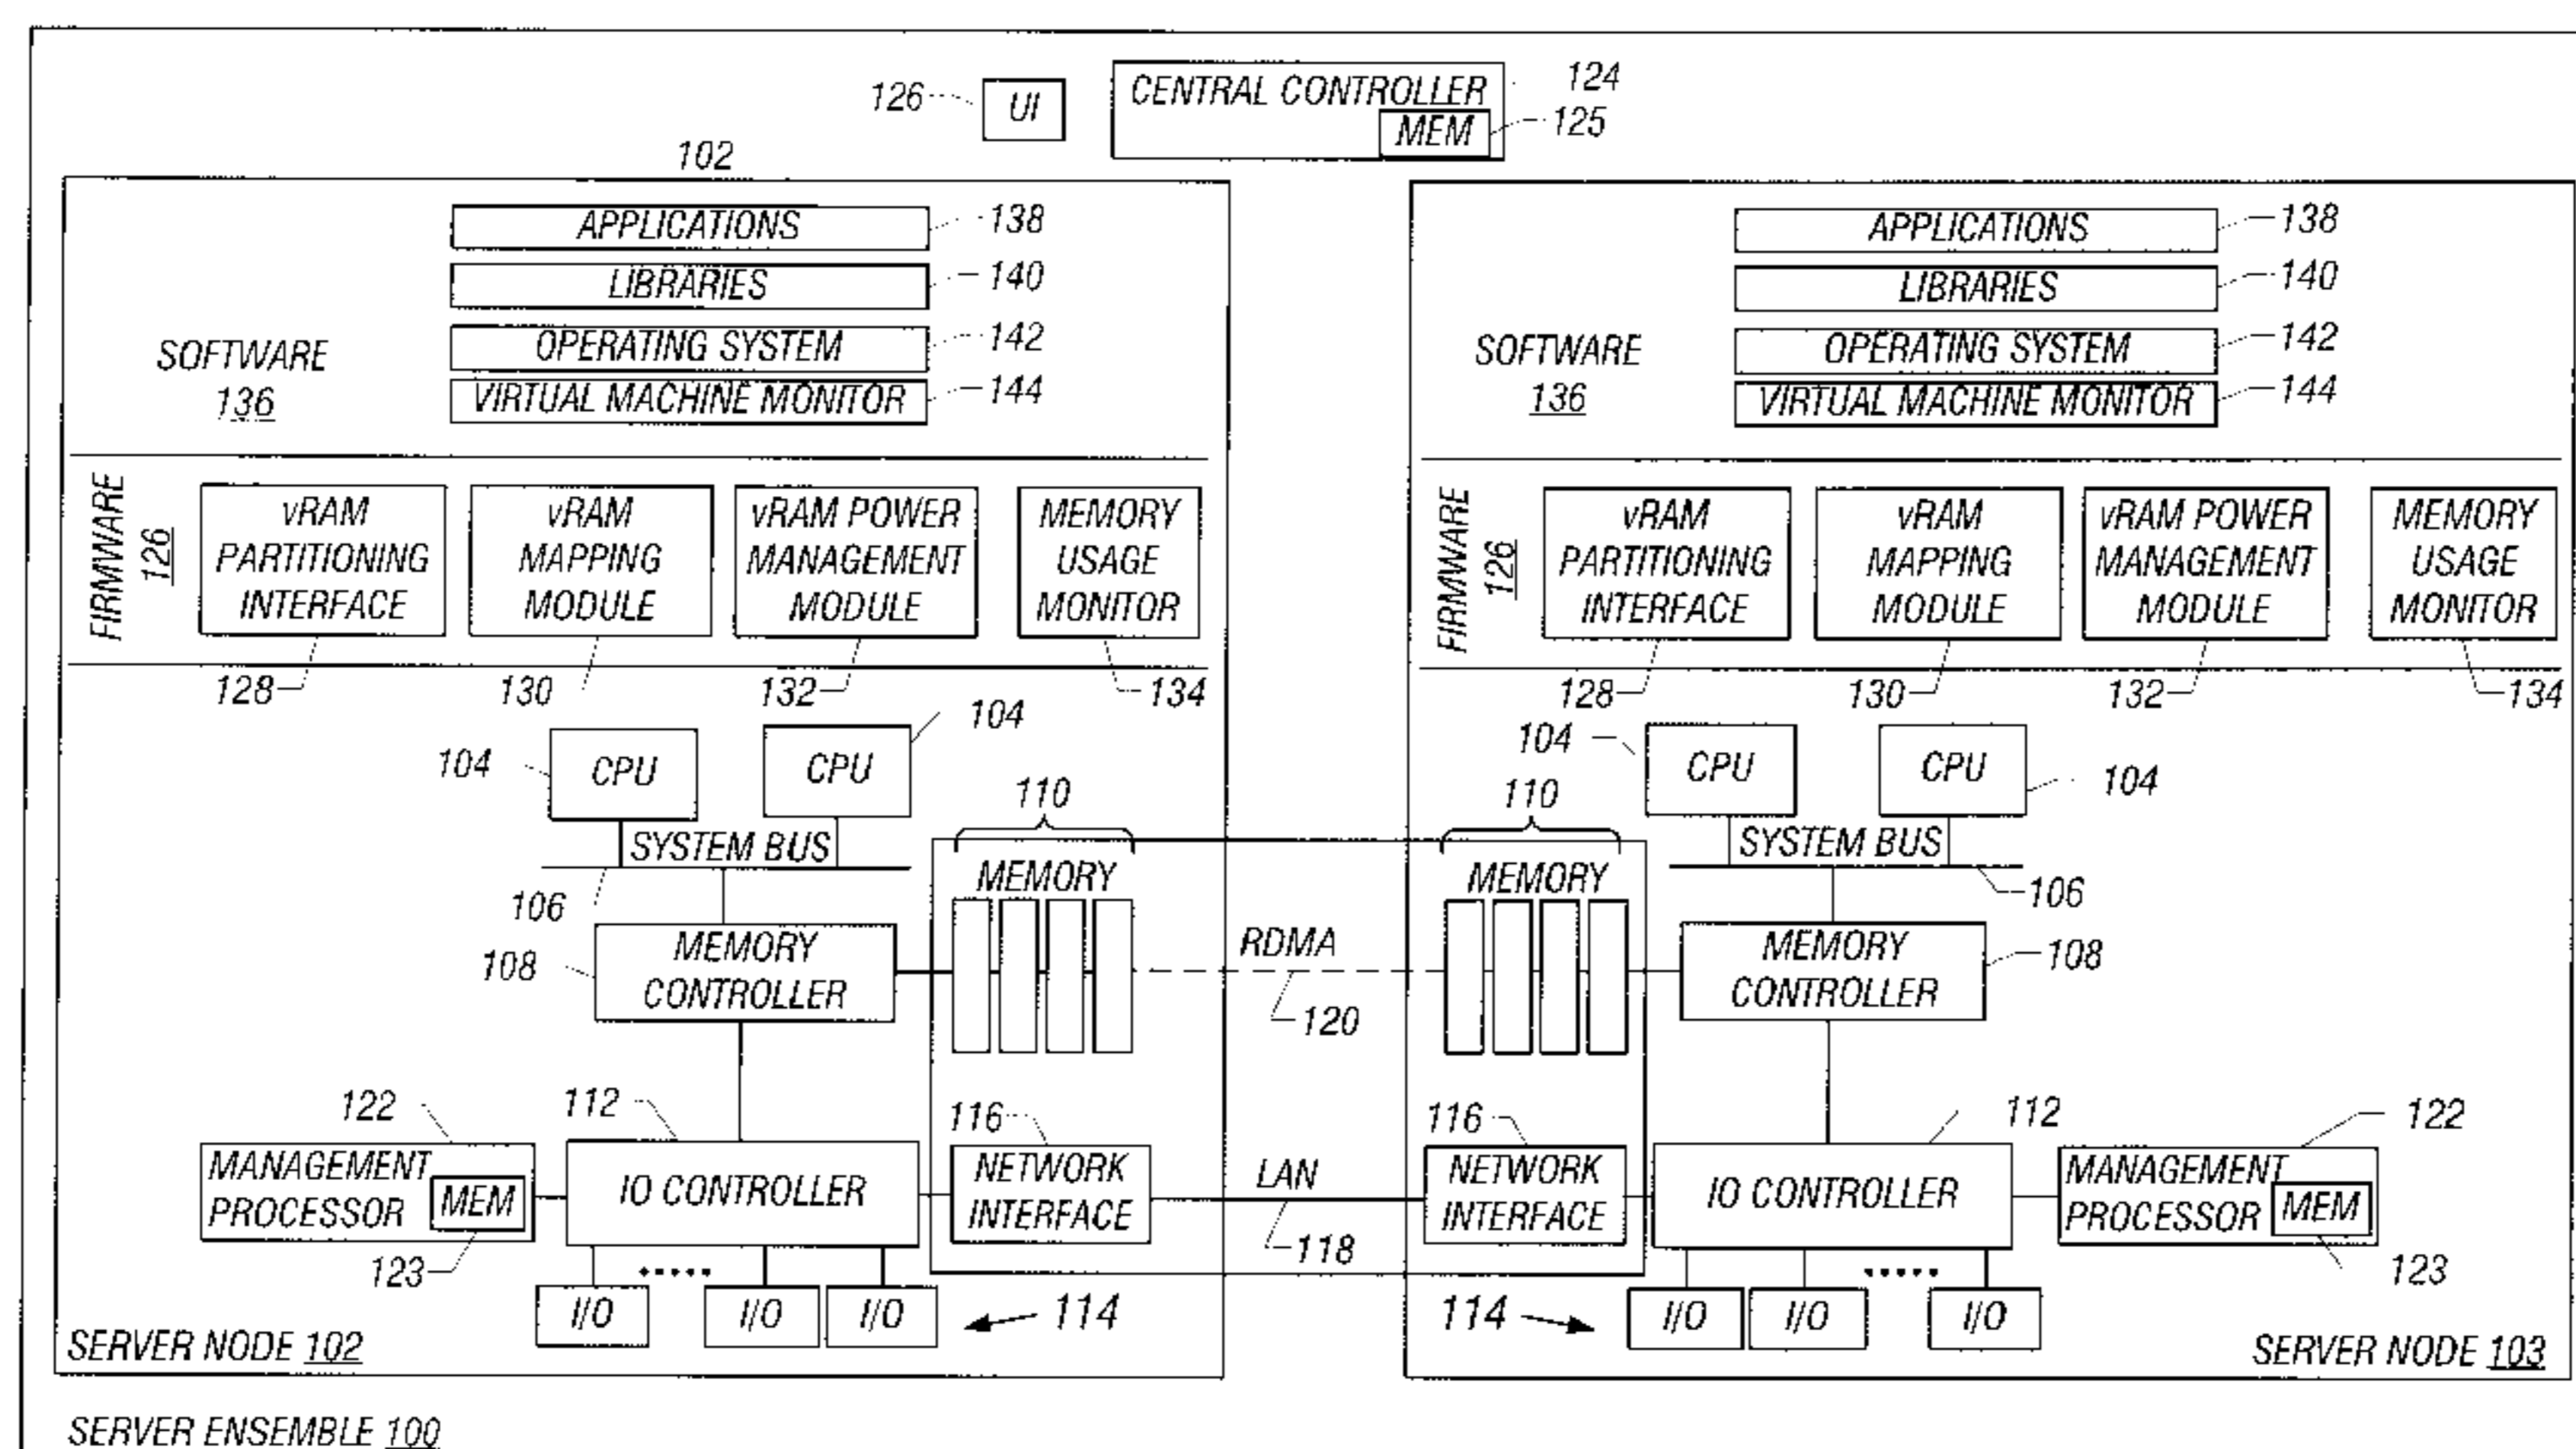 126 UI CENTRAL CONTROLLER 124
MEM 125
102
APPLICATIONS 138
LIBRARIES 140
OPERATING SYSTEM 142
VIRTUAL MACHINE MONITOR 144
SOFTWARE
136
FIRMWARE
126
vRAM
PARTITIONING
INTERFACE
vRAM
MAPPING
MODULE
vRAM POWER
MANAGEMENT
MODULE
MEMORY
USAGE
MONITOR
128 130 132 134
104 CPU CPU 104
SYSTEM BUS
106
110
MEMORY
108 MEMORY
CONTROLLER
122 112 116
MANAGEMENT
PROCESSOR MEM
123
IO CONTROLLER
NETWORK
INTERFACE
I/O ..... I/O I/O 114
SERVER NODE 102
RDMA
120
LAN
118
APPLICATIONS 138
LIBRARIES 140
OPERATING SYSTEM 142
VIRTUAL MACHINE MONITOR 144
SOFTWARE
136
FIRMWARE
126
vRAM
PARTITIONING
INTERFACE
vRAM
MAPPING
MODULE
vRAM POWER
MANAGEMENT
MODULE
MEMORY
USAGE
MONITOR
128 130 132 134
104 CPU CPU 104
SYSTEM BUS
106
110
MEMORY
MEMORY
CONTROLLER 108
116 112 122
NETWORK
INTERFACE
IO CONTROLLER
MANAGEMENT
PROCESSOR MEM
123
114 I/O I/O ..... I/O
SERVER NODE 103
SERVER ENSEMBLE 100